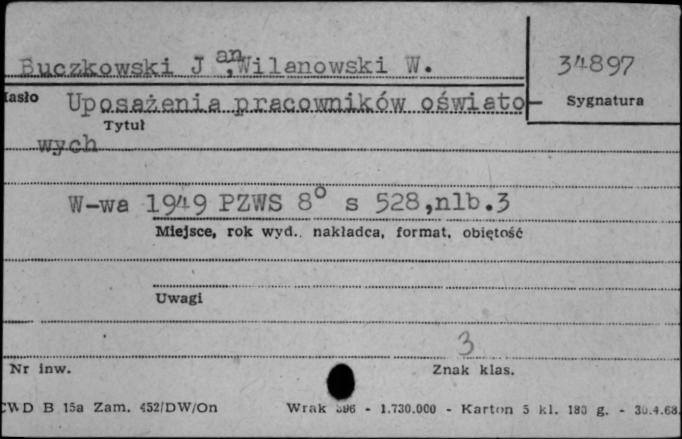 Buczkowski Jan, Wilanowski W.
34897
Hasło
Uposażenia pracowników oświato-
Sygnatura
Tytuł
wych
W-wa 1949 PZWS 8° s 528,nlb.3
Miejsce, rok wyd., nakładca, format, objętość
Uwagi
3
Nr inw.
Znak klas.
CWD B 15a Zam. 452/DW/On
Wrak - 1.730.000 - Karton 5 kl. 180 g. - 30.4.68.